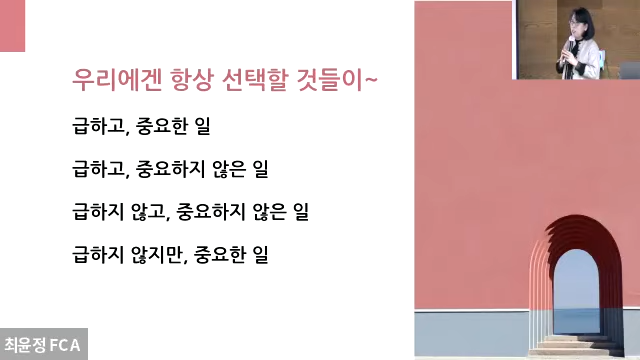 우리에겐 항상 선택할 것들이~
급하고, 중요한 일
급하고, 중요하지 않은 일
급하지 않고, 중요하지 않은 일
급하지 않지만, 중요한 일
최윤정 FCA